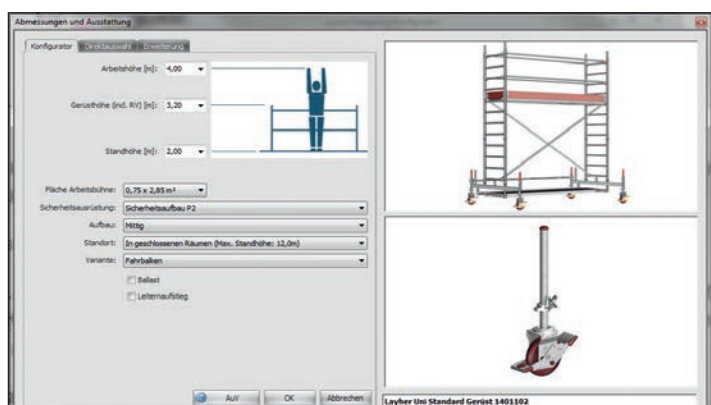 Abmessungen und Ausstattung
Konfigurator Direktauswahl Erweiterung
Arbeitshöhe [m]: 4,00
Gerüsthöhe (incl. RV) [m]: 3,20
Standhöhe [m]: 2,00
Fläche Arbeitsbühne: 0,75 x 2,85 m²
Sicherheitsausrüstung: Sicherheitsaufbau P2
Aufbau: Mittig
Standort: In geschlossenen Räumen (Max. Standhöhe: 12,0m)
Variante: Fahrbalken
Ballast
Leiternaufstieg
AuV OK Abbrechen
Layher Uni Standard Gerüst 1401102